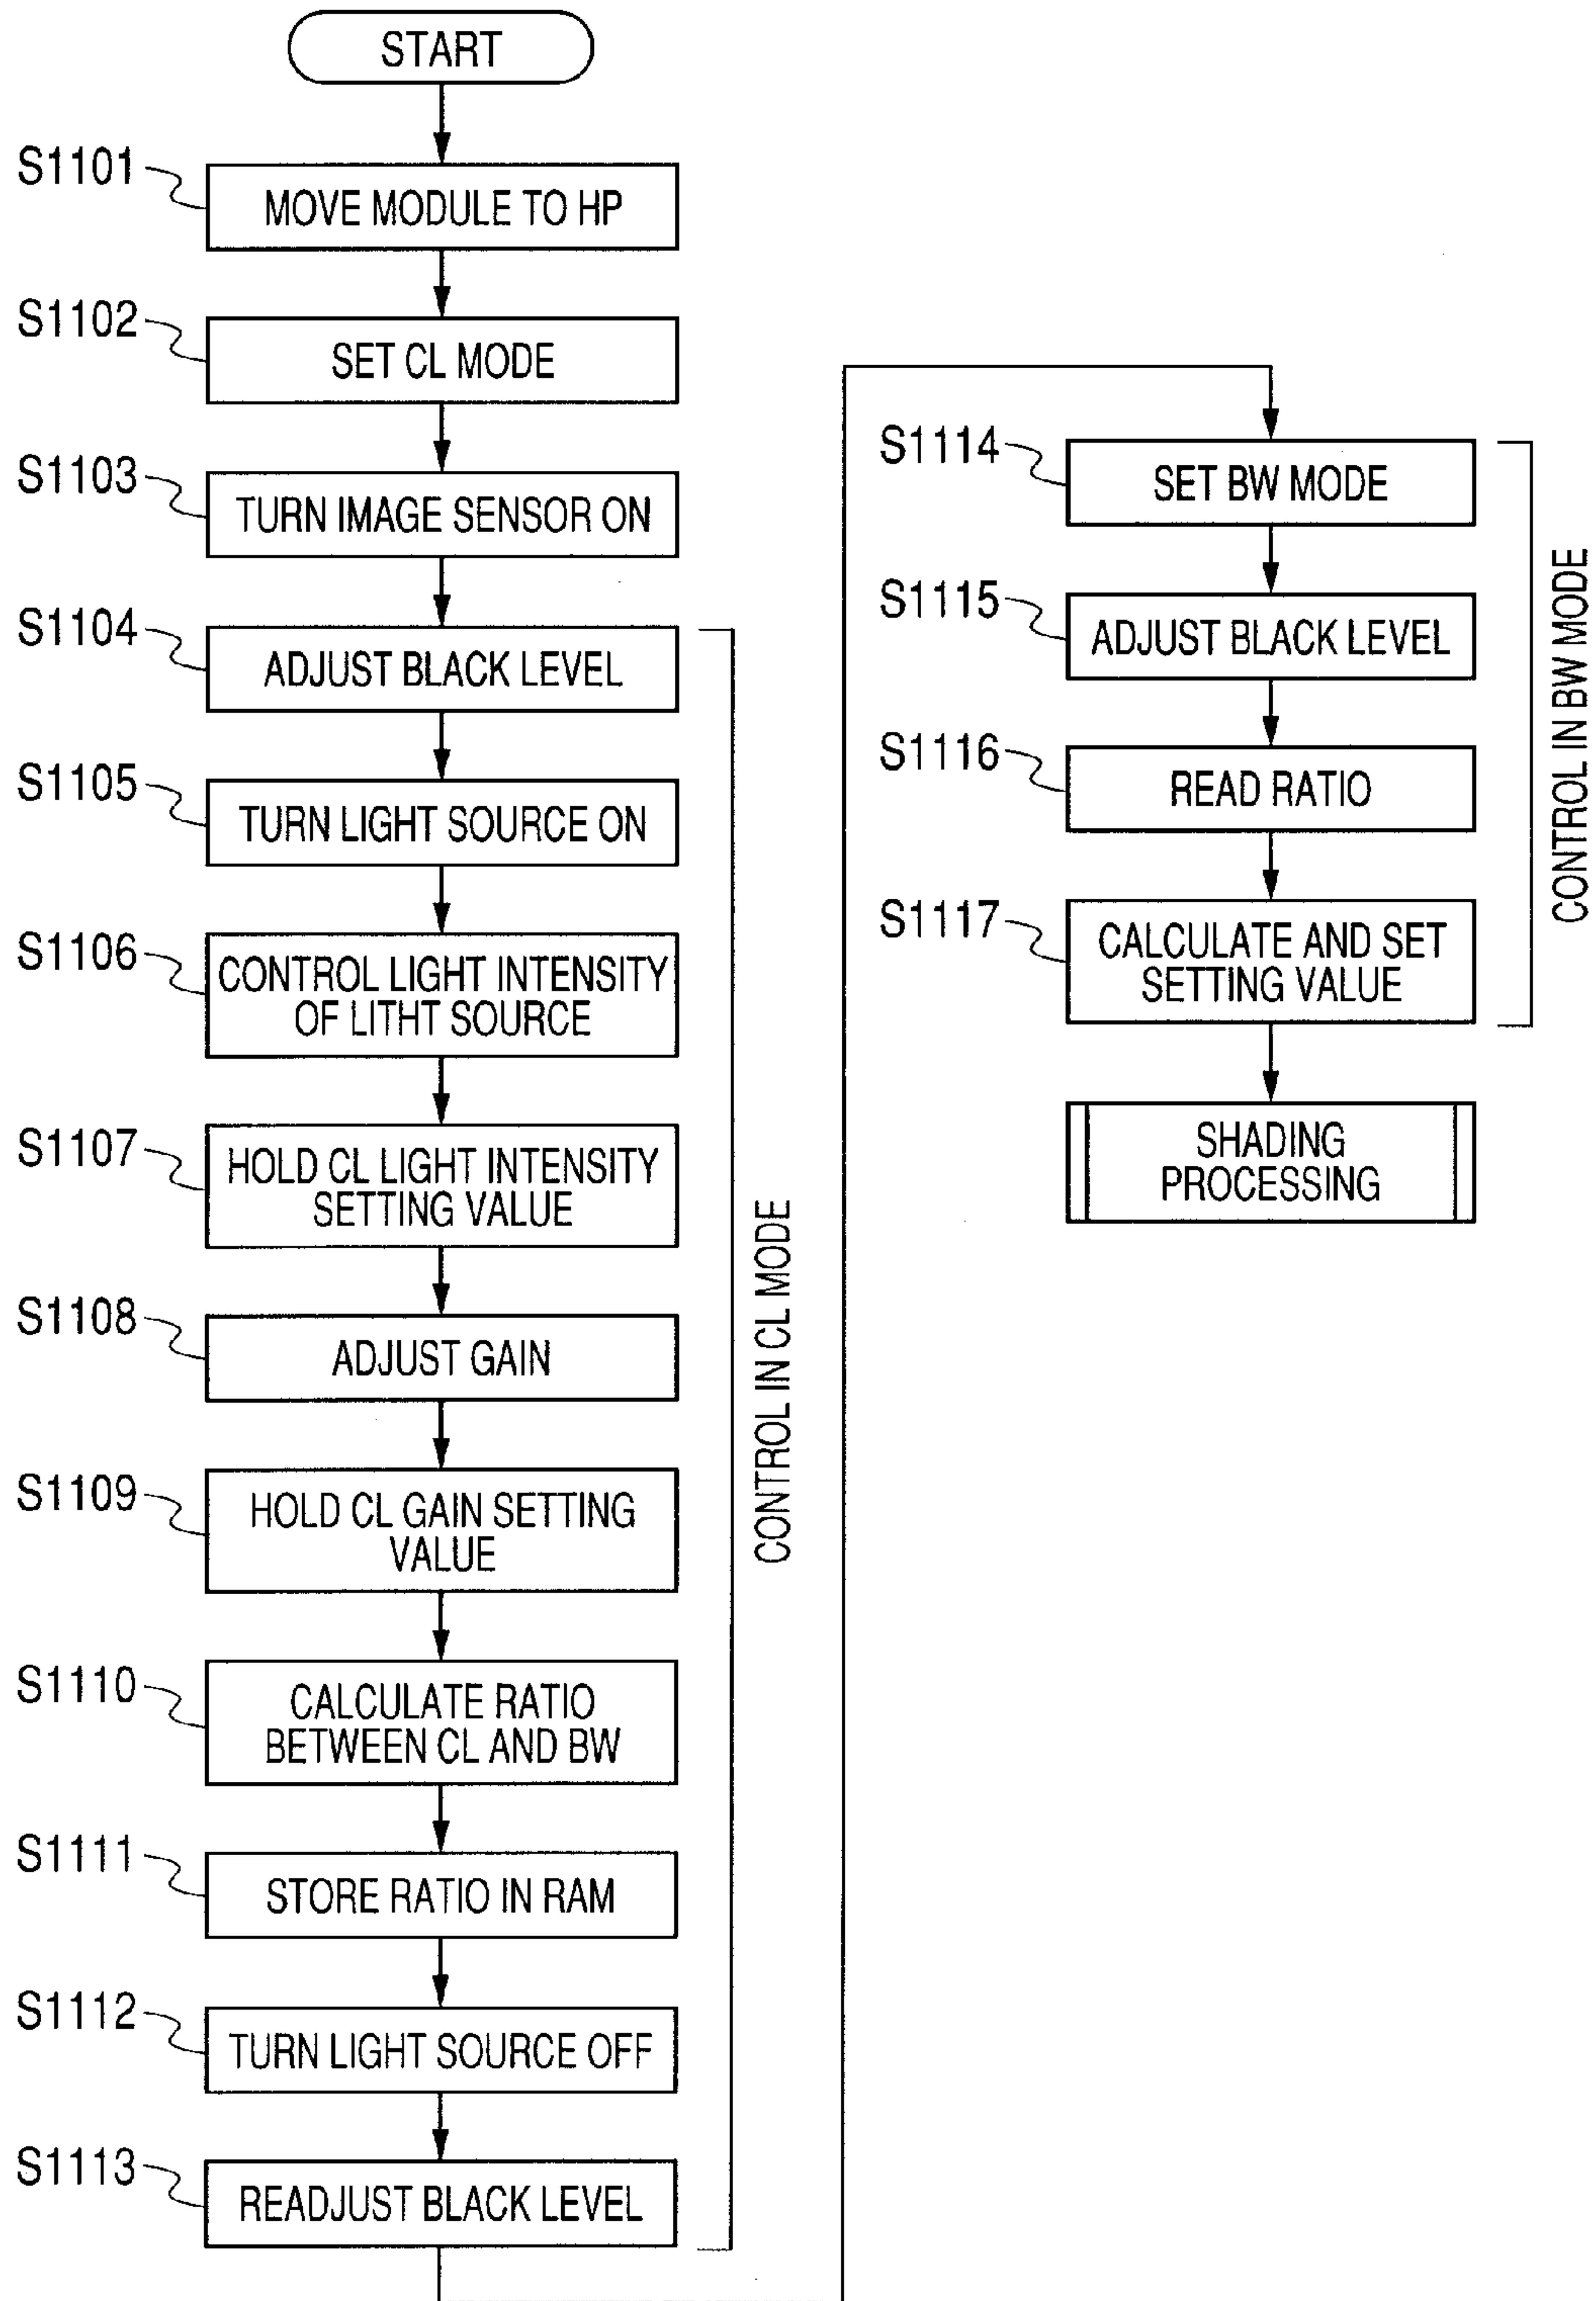 START
S1101
MOVE MODULE TO HP
S1102
SET CL MODE
S1103
TURN IMAGE SENSOR ON
S1104
ADJUST BLACK LEVEL
S1105
TURN LIGHT SOURCE ON
S1106
CONTROL LIGHT INTENSITY
OF LITHT SOURCE
S1107
HOLD CL LIGHT INTENSITY
SETTING VALUE
S1108
ADJUST GAIN
S1109
HOLD CL GAIN SETTING
VALUE
S1110
CALCULATE RATIO
BETWEEN CL AND BW
S1111
STORE RATIO IN RAM
S1112
TURN LIGHT SOURCE OFF
S1113
READJUST BLACK LEVEL
CONTROL IN CL MODE
S1114
SET BW MODE
S1115
ADJUST BLACK LEVEL
S1116
READ RATIO
S1117
CALCULATE AND SET
SETTING VALUE
CONTROL IN BW MODE
SHADING
PROCESSING